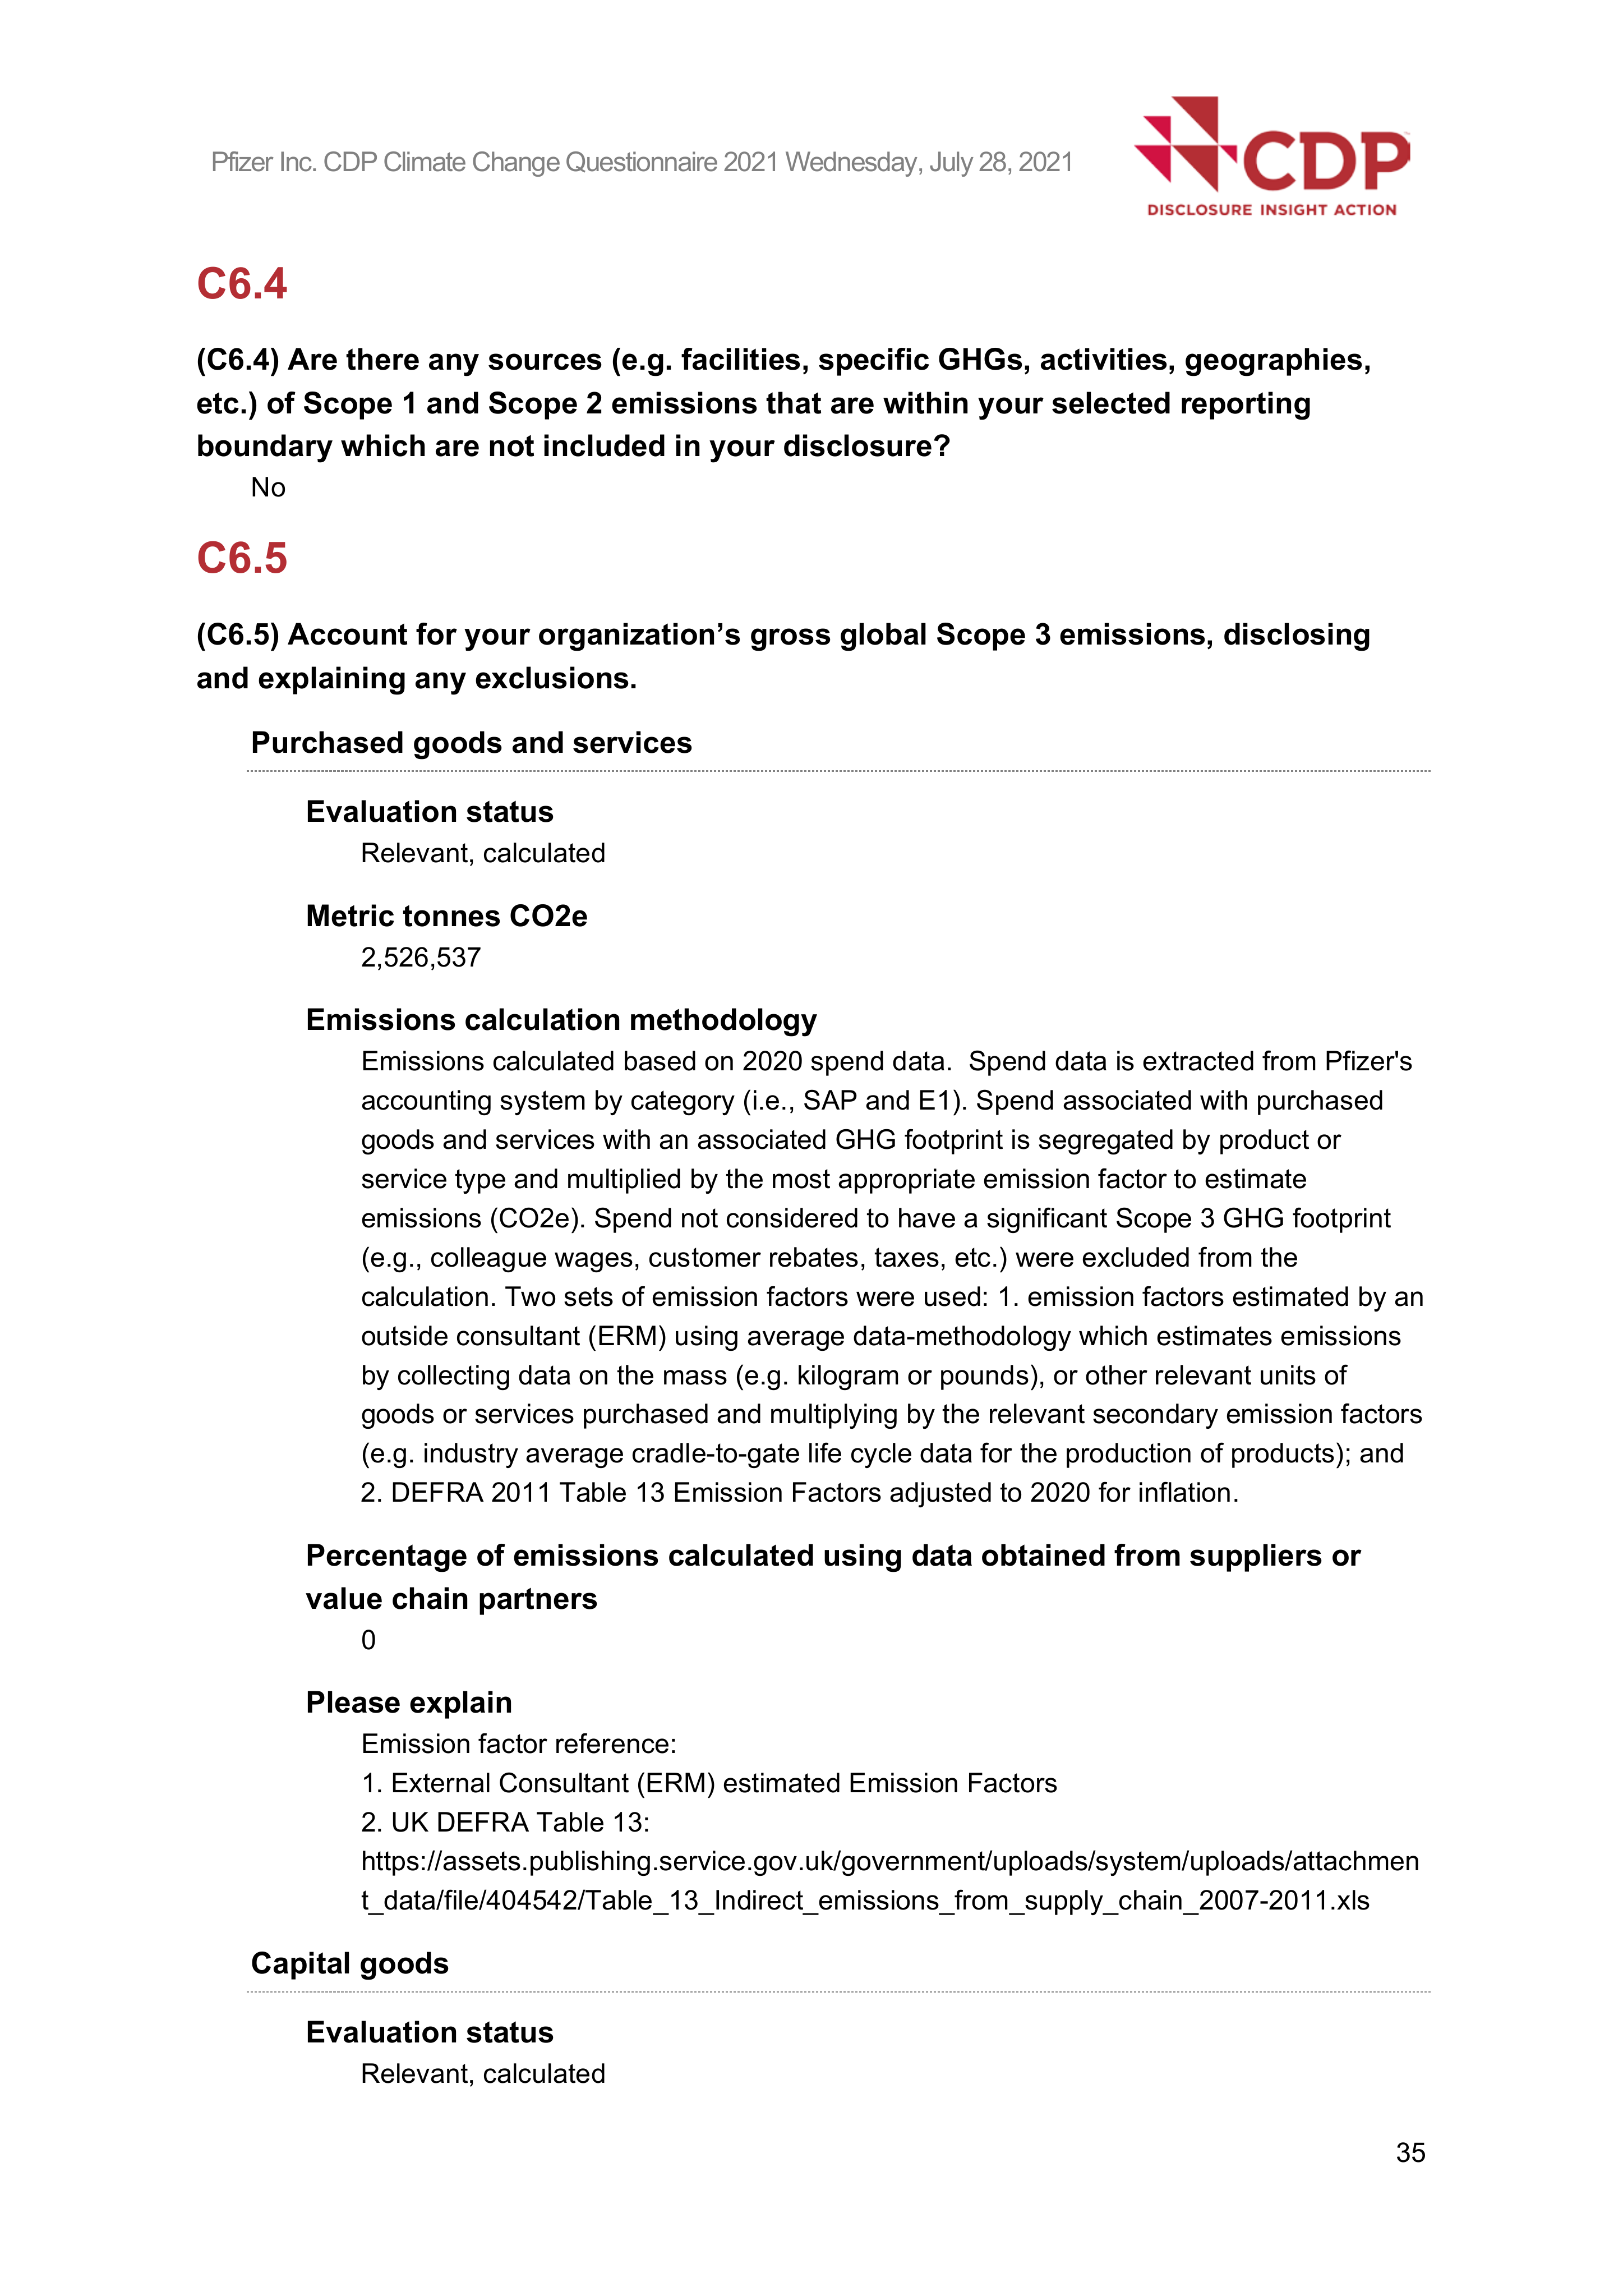 Pfizer Inc. CDP Climate Change Questionnaire 2021 Wednesday, July 28, 2021
CDP
DISCLOSURE INSIGHT ACTION
C6.4
(C6.4) Are there any sources (e.g. facilities, specific GHGs, activities, geographies,
etc.) of Scope 1 and Scope 2 emissions that are within your selected reporting
boundary which are not included in your disclosure?
No
C6.5
(C6.5) Account for your organization’s gross global Scope 3 emissions, disclosing
and explaining any exclusions.
Purchased goods and services
Evaluation status
Relevant, calculated
Metric tonnes CO2e
2,526,537
Emissions calculation methodology
Emissions calculated based on 2020 spend data.  Spend data is extracted from Pfizer's
accounting system by category (i.e., SAP and E1). Spend associated with purchased
goods and services with an associated GHG footprint is segregated by product or
service type and multiplied by the most appropriate emission factor to estimate
emissions (CO2e). Spend not considered to have a significant Scope 3 GHG footprint
(e.g., colleague wages, customer rebates, taxes, etc.) were excluded from the
calculation. Two sets of emission factors were used: 1. emission factors estimated by an
outside consultant (ERM) using average data-methodology which estimates emissions
by collecting data on the mass (e.g. kilogram or pounds), or other relevant units of
goods or services purchased and multiplying by the relevant secondary emission factors
(e.g. industry average cradle-to-gate life cycle data for the production of products); and
2. DEFRA 2011 Table 13 Emission Factors adjusted to 2020 for inflation.
Percentage of emissions calculated using data obtained from suppliers or
value chain partners
0
Please explain
Emission factor reference:
1. External Consultant (ERM) estimated Emission Factors
2. UK DEFRA Table 13:
https://assets.publishing.service.gov.uk/government/uploads/system/uploads/attachmen
t_data/file/404542/Table_13_Indirect_emissions_from_supply_chain_2007-2011.xls
Capital goods
Evaluation status
Relevant, calculated
35